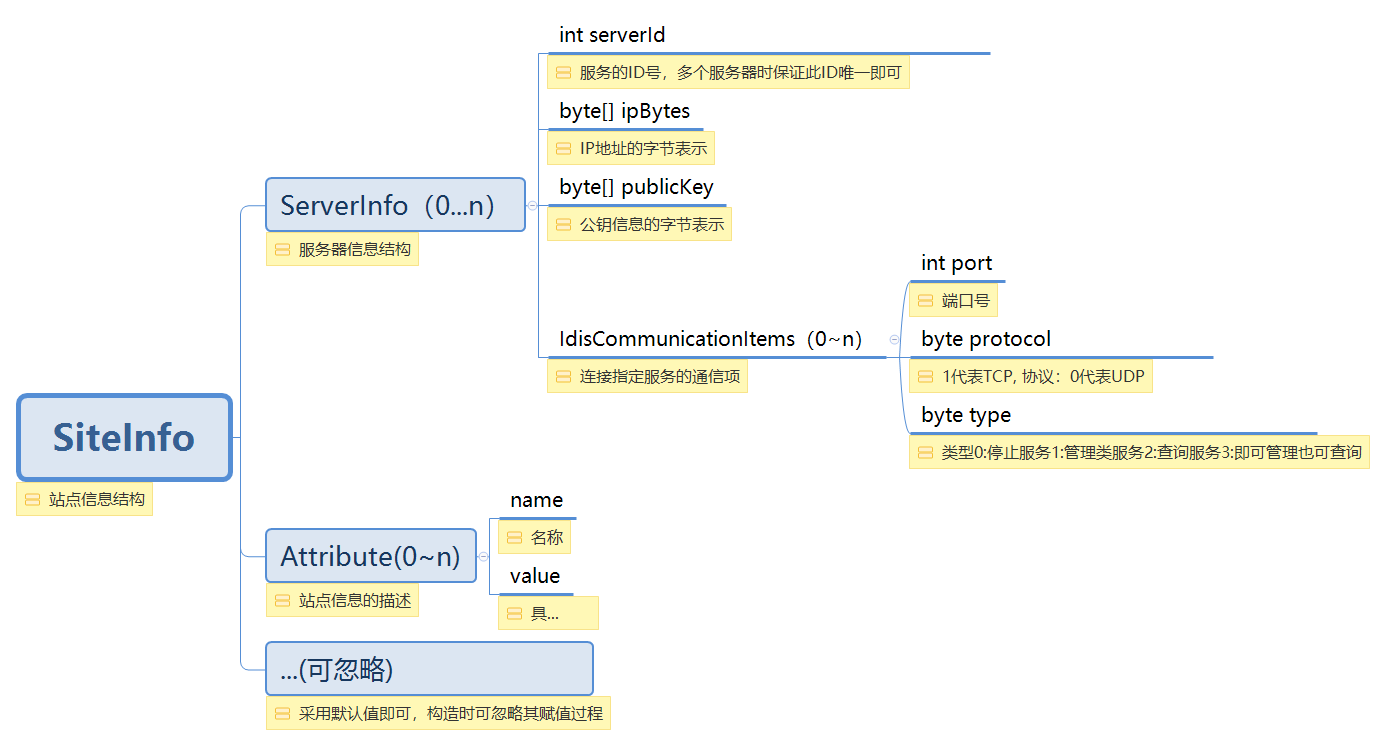 SiteInfo
站点信息结构
ServerInfo（0...n）
服务器信息结构
int serverId
服务的ID号，多个服务器时保证此ID唯一即可
byte[] ipBytes
IP地址的字节表示
byte[] publicKey
公钥信息的字节表示
IdisCommunicationItems（0~n）
连接指定服务的通信项
int port
端口号
byte protocol
1代表TCP, 协议：0代表UDP
byte type
类型0:停止服务1:管理类服务2:查询服务3:即可管理也可查询
Attribute(0~n)
站点信息的描述
name
名称
value
具...
...(可忽略)
采用默认值即可，构造时可忽略其赋值过程